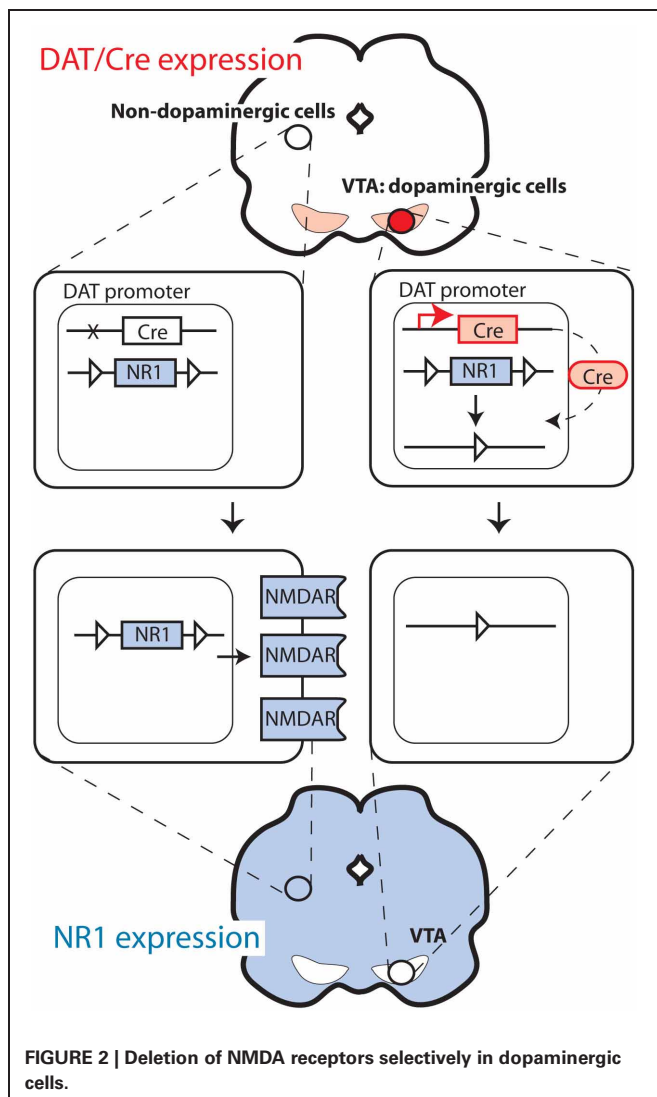 DAT/Cre expression
Non-dopaminergic cells
VTA: dopaminergic cells
DAT promoter
X
Cre
NR1
DAT promoter
Cre
NR1
Cre
NR1
NMDAR
NMDAR
NMDAR
NR1 expression
VTA
FIGURE 2 | Deletion of NMDA receptors selectively in dopaminergic
cells.